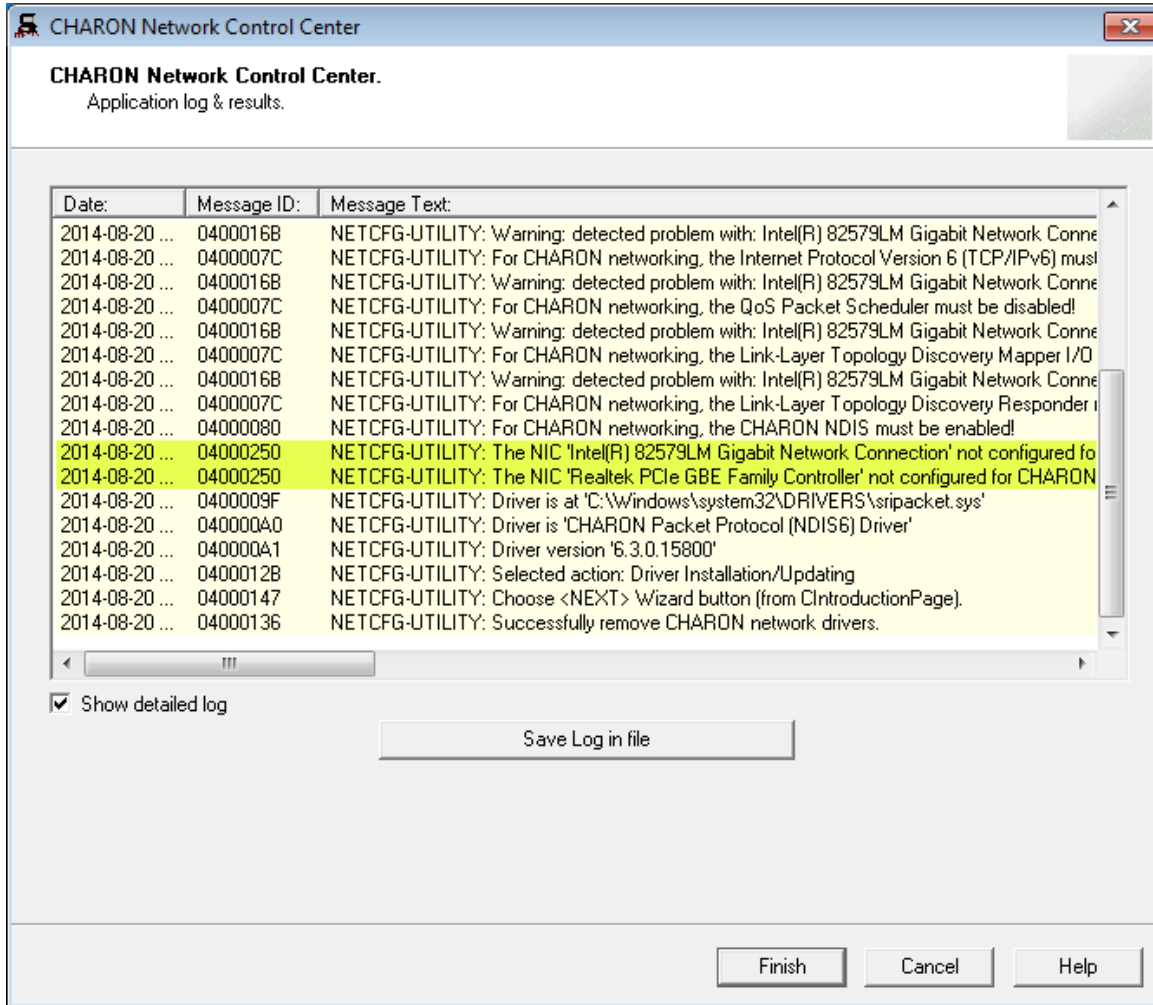 CHARON Network Control Center
CHARON Network Control Center.
Application log & results.
Date: Message ID: Message Text:
2014-08-20 ... 0400016B NETCFG-UTILITY: Warning: detected problem with: Intel(R) 82579LM Gigabit Network Conne
2014-08-20 ... 0400007C NETCFG-UTILITY: For CHARON networking, the Internet Protocol Version 6 (TCP/IPv6) must
2014-08-20 ... 0400016B NETCFG-UTILITY: Warning: detected problem with: Intel(R) 82579LM Gigabit Network Conne
2014-08-20 ... 0400007C NETCFG-UTILITY: For CHARON networking, the QoS Packet Scheduler must be disabled!
2014-08-20 ... 0400016B NETCFG-UTILITY: Warning: detected problem with: Intel(R) 82579LM Gigabit Network Conne
2014-08-20 ... 0400007C NETCFG-UTILITY: For CHARON networking, the Link-Layer Topology Discovery Mapper I/O
2014-08-20 ... 0400016B NETCFG-UTILITY: Warning: detected problem with: Intel(R) 82579LM Gigabit Network Conne
2014-08-20 ... 0400007C NETCFG-UTILITY: For CHARON networking, the Link-Layer Topology Discovery Responder
2014-08-20 ... 04000080 NETCFG-UTILITY: For CHARON networking, the CHARON NDIS must be enabled!
2014-08-20 ... 04000250 NETCFG-UTILITY: The NIC 'Intel(R) 82579LM Gigabit Network Connection' not configured fo
2014-08-20 ... 04000250 NETCFG-UTILITY: The NIC 'Realtek PCIe GBE Family Controller' not configured for CHARON
2014-08-20 ... 0400009F NETCFG-UTILITY: Driver is at 'C:\Windows\system32\DRIVERS\sripacket.sys'
2014-08-20 ... 040000A0 NETCFG-UTILITY: Driver is 'CHARON Packet Protocol (NDIS6) Driver'
2014-08-20 ... 040000A1 NETCFG-UTILITY: Driver version '6.3.0.15800'
2014-08-20 ... 0400012B NETCFG-UTILITY: Selected action: Driver Installation/Updating
2014-08-20 ... 04000147 NETCFG-UTILITY: Choose <NEXT> Wizard button (from CIntroductionPage).
2014-08-20 ... 04000136 NETCFG-UTILITY: Successfully remove CHARON network drivers.
Show detailed log
Save Log in file
Finish Cancel Help